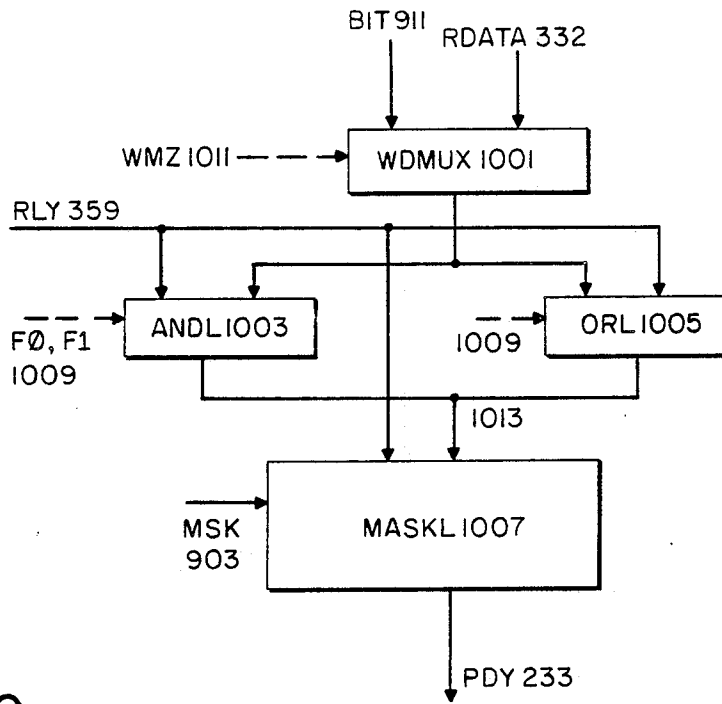 BIT 911
RDATA 332
WMZ 1011
WDMUX 1001
RLY 359
ANDL 1003
ORL 1005
FØ, F1
1009
1009
1013
MSK
903
MASKL 1007
PDY 233